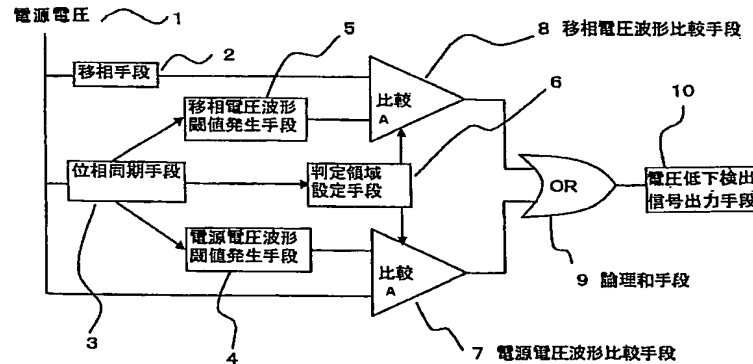 電源電圧 1
5
8 移相電圧波形比較手段
移相手段 2
比較
A
6
移相電圧波形
閾値発生手段
10
位相同期手段
判定領域
設定手段
OR
電圧低下検出
信号出力手段
電源電圧波形
閾値発生手段
比較
A
9 論理和手段
3
4
7 電源電圧波形比較手段